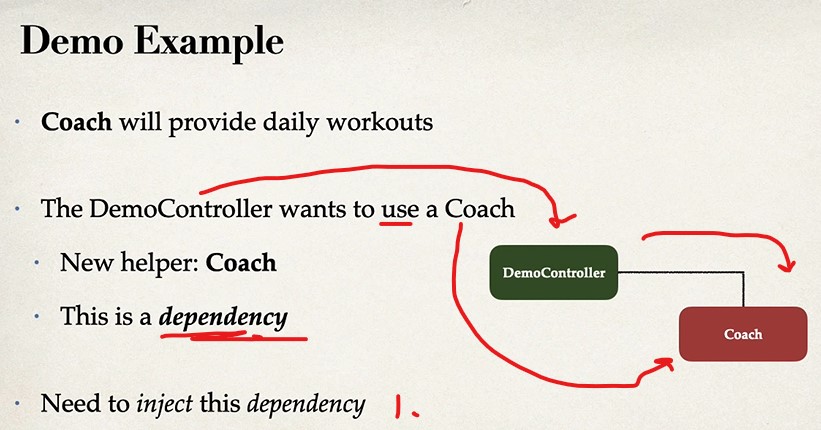 Demo Example
• Coach will provide daily workouts
• The DemoController wants to use a Coach
• New helper: Coach
• This is a dependency
• Need to inject this dependency 1.
DemoController
Coach